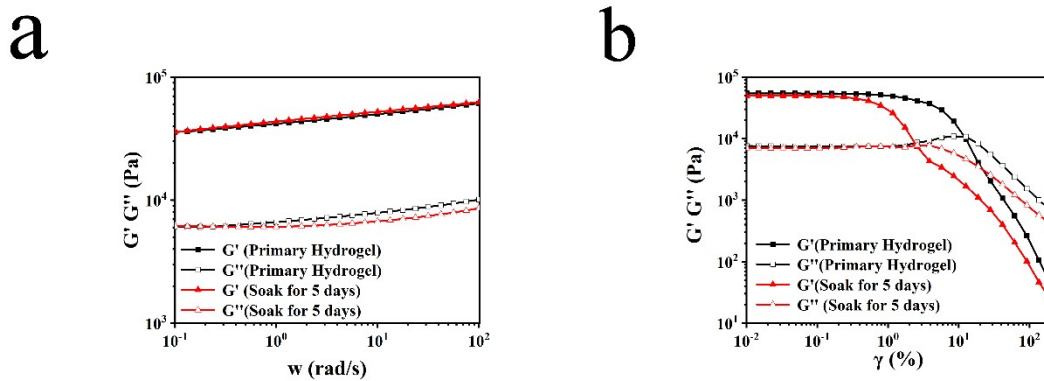 a
10^5
10^4
10^3
G' G'' (Pa)
G' (Primary Hydrogel)
G''(Primary Hydrogel)
G' (Soak for 5 days)
G''(Soak for 5 days)
10^-1 10^0 10^1 10^2
w (rad/s)
b
10^5
10^4
10^3
10^2
10^1
G' G'' (Pa)
G'(Primary Hydrogel)
G''(Primary Hydrogel)
G'(Soak for 5 days)
G'' (Soak for 5 days)
10^-2 10^-1 10^0 10^1 10^2
γ (%)